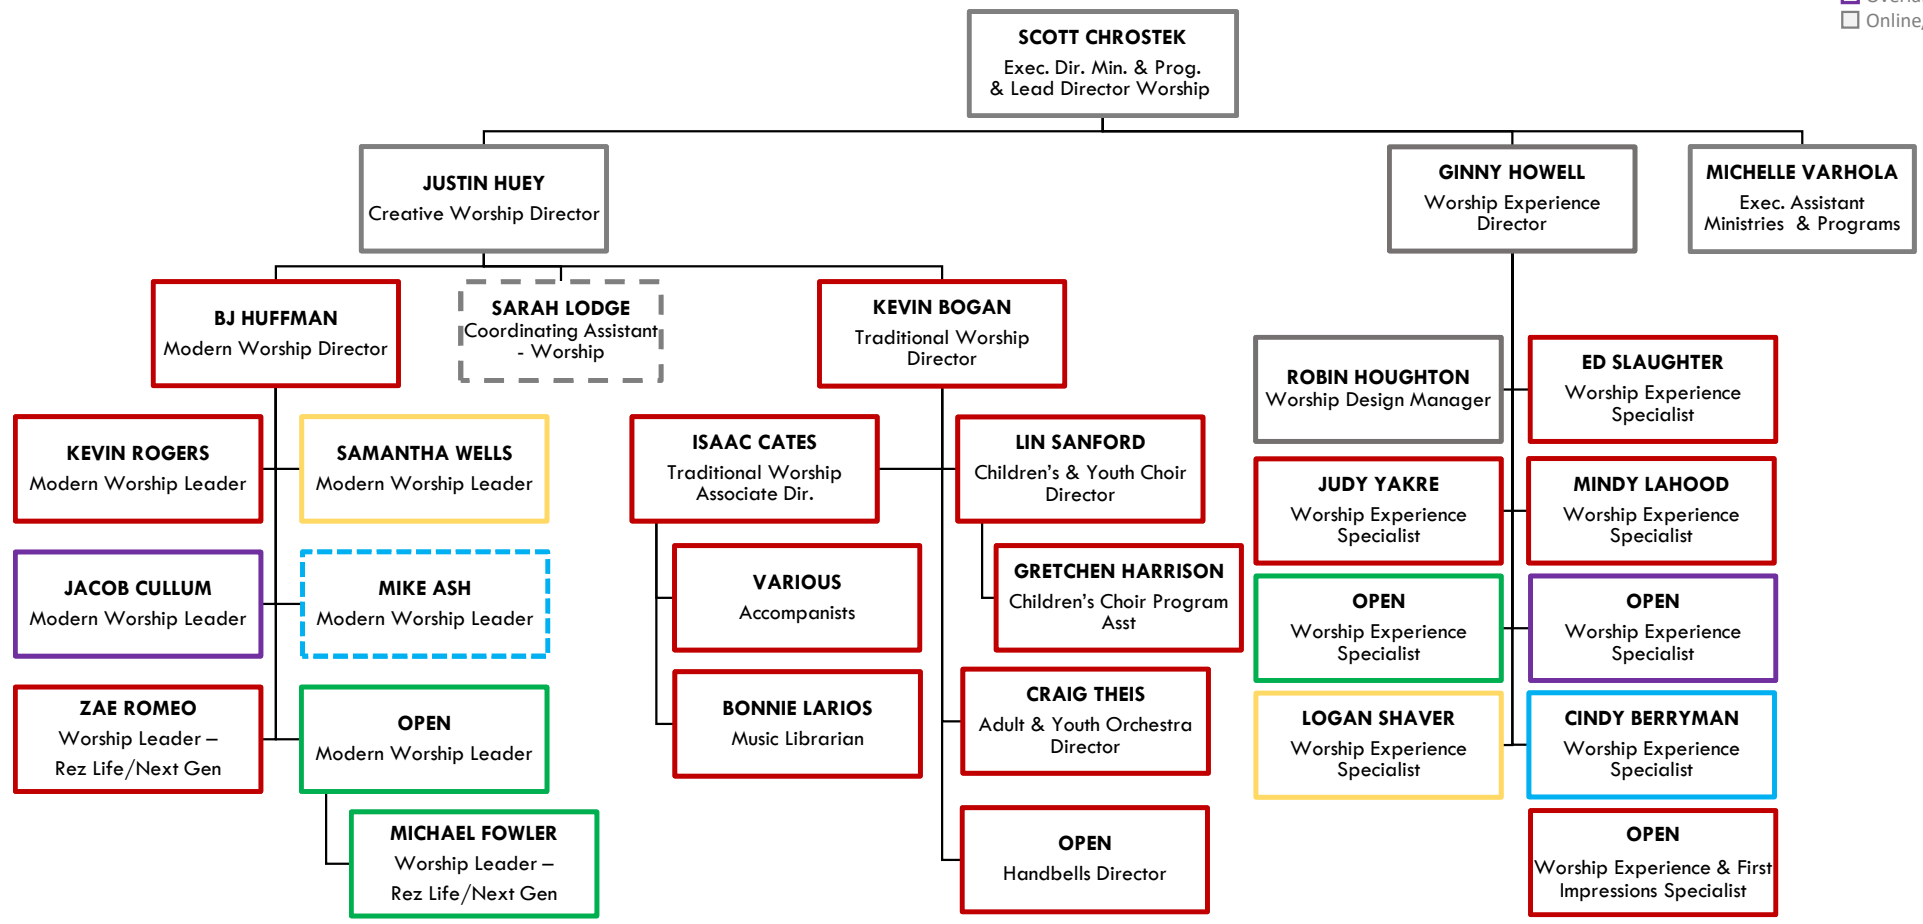 Online,
SCOTT CHROSTEK
Exec. Dir. Min. & Prog.
& Lead Director Worship
JUSTIN HUEY
Creative Worship Director
GINNY HOWELL
Worship Experience
Director
MICHELLE VARHOLA
Exec. Assistant
Ministries & Programs
BJ HUFFMAN
Modern Worship Director
SARAH LODGE
Coordinating Assistant
- Worship
KEVIN BOGAN
Traditional Worship
Director
KEVIN ROGERS
Modern Worship Leader
SAMANTHA WELLS
Modern Worship Leader
JACOB CULLUM
Modern Worship Leader
MIKE ASH
Modern Worship Leader
ZAE ROMEO
Worship Leader –
Rez Life/Next Gen
OPEN
Modern Worship Leader
MICHAEL FOWLER
Worship Leader –
Rez Life/Next Gen
ISAAC CATES
Traditional Worship
Associate Dir.
LIN SANFORD
Children’s & Youth Choir
Director
VARIOUS
Accompanists
GRETCHEN HARRISON
Children’s Choir Program
Asst
BONNIE LARIOS
Music Librarian
CRAIG THEIS
Adult & Youth Orchestra
Director
OPEN
Handbells Director
ROBIN HOUGHTON
Worship Design Manager
ED SLAUGHTER
Worship Experience
Specialist
JUDY YAKRE
Worship Experience
Specialist
MINDY LAHOOD
Worship Experience
Specialist
OPEN
Worship Experience
Specialist
OPEN
Worship Experience
Specialist
LOGAN SHAVER
Worship Experience
Specialist
CINDY BERRYMAN
Worship Experience
Specialist
OPEN
Worship Experience & First
Impressions Specialist